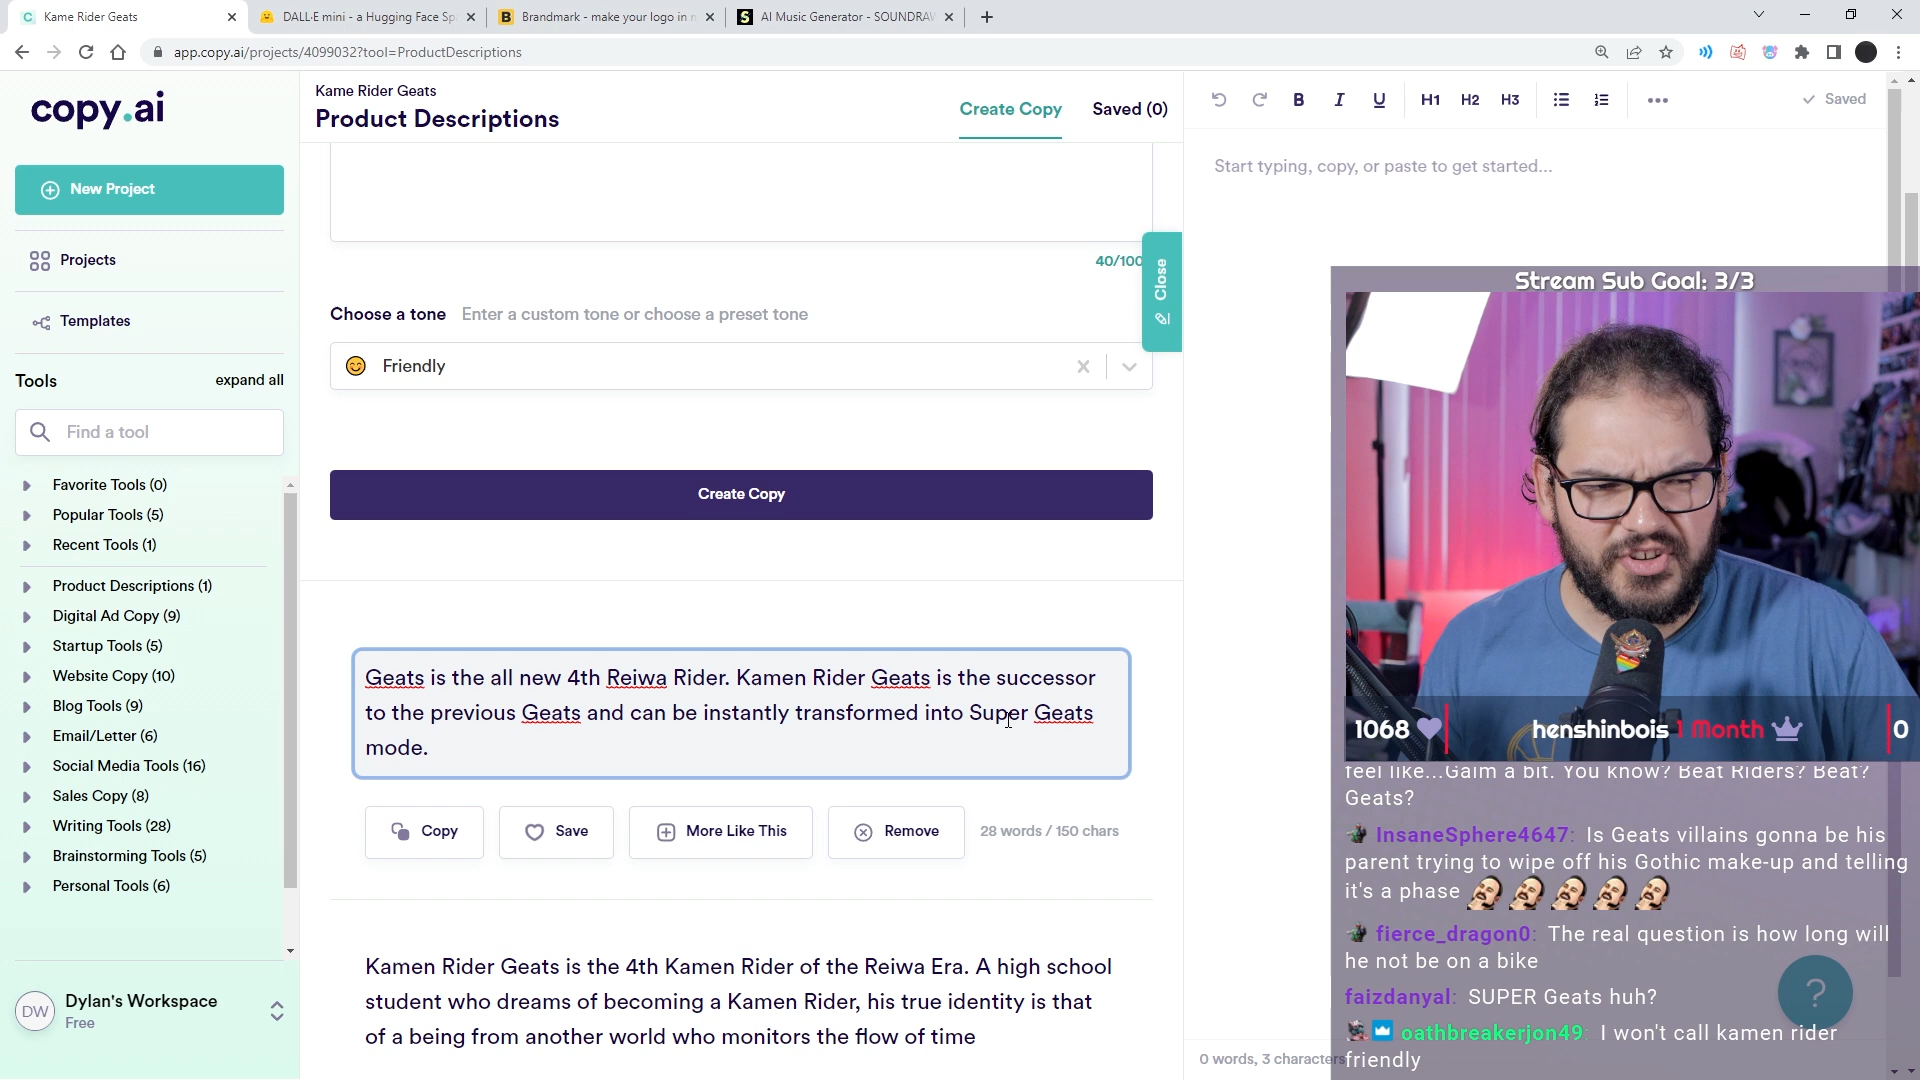 Kame Rider Geats
DALL·E mini - a Hugging Face Sp
Brandmark - make your logo in
AI Music Generator - SOUNDRAW
app.copy.ai/projects/4099032?tool=ProductDescriptions
copy.ai
New Project
Projects
Templates
Tools
expand all
Find a tool
Favorite Tools (0)
Popular Tools (5)
Recent Tools (1)
Product Descriptions (1)
Digital Ad Copy (9)
Startup Tools (5)
Website Copy (10)
Blog Tools (9)
Email/Letter (6)
Social Media Tools (16)
Sales Copy (8)
Writing Tools (28)
Brainstorming Tools (5)
Personal Tools (6)
DW
Dylan's Workspace
Free
Kame Rider Geats
Product Descriptions
Create Copy
Saved (0)
40/100
Close
Choose a tone Enter a custom tone or choose a preset tone
Friendly
Create Copy
Geats is the all new 4th Reiwa Rider. Kamen Rider Geats is the successor
to the previous Geats and can be instantly transformed into Super Geats
mode.
Copy
Save
More Like This
Remove
28 words / 150 chars
Kamen Rider Geats is the 4th Kamen Rider of the Reiwa Era. A high school
student who dreams of becoming a Kamen Rider, his true identity is that
of a being from another world who monitors the flow of time
B I U H1 H2 H3
Saved
Start typing, copy, or paste to get started...
Stream Sub Goal: 3/3
1068
henshinbois 1 Month
0
feel like...Gaim a bit. You know? Beat Riders? Beat?
Geats?
InsaneSphere4647: Is Geats villains gonna be his
parent trying to wipe off his Gothic make-up and telling
it's a phase
fierce_dragon0: The real question is how long will
he not be on a bike
faizdanyal: SUPER Geats huh?
oathbreakerjon49: I won't call kamen rider
friendly
?
0 words, 3 characters